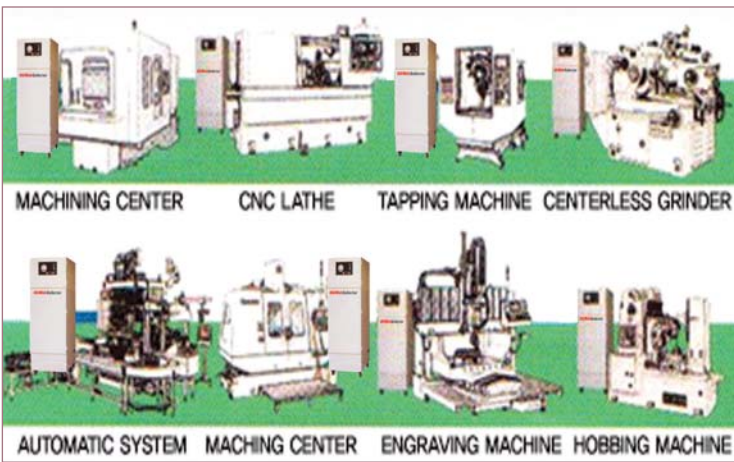 MACHINING CENTER
CNC LATHE
TAPPING MACHINE
CENTERLESS GRINDER
AUTOMATIC SYSTEM
MACHING CENTER
ENGRAVING MACHINE
HOBBING MACHINE